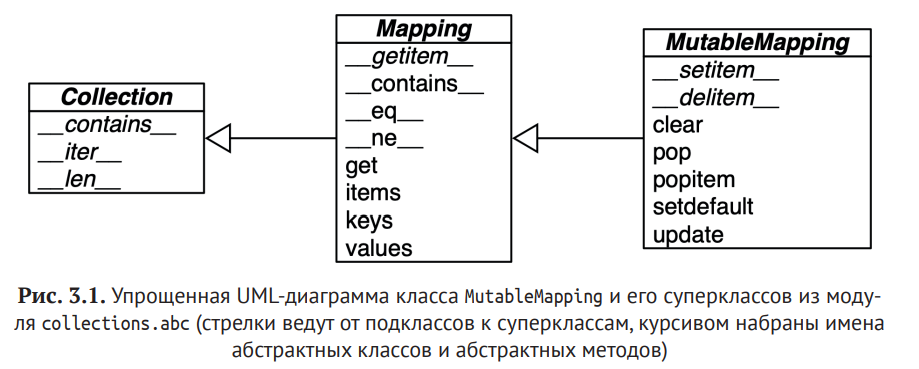 Collection
__contains__
__iter__
__len__
Mapping
__getitem__
__contains__
__eq__
__ne__
get
items
keys
values
MutableMapping
__setitem__
__delitem__
clear
pop
popitem
setdefault
update
Рис. 3.1. Упрощенная UML-диаграмма класса MutableMapping и его суперклассов из моду-
ля collections.abc (стрелки ведут от подклассов к суперклассам, курсивом набраны имена
абстрактных классов и абстрактных методов)